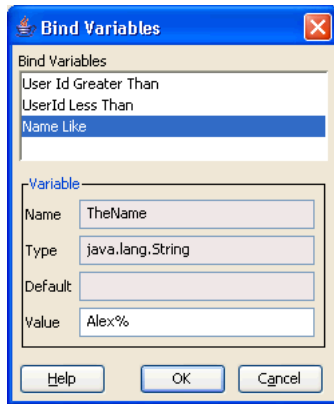 Bind Variables
Bind Variables
User Id Greater Than
UserId Less Than
Name Like
Variable
Name TheName
Type java.lang.String
Default
Value Alex%
Help OK Cancel